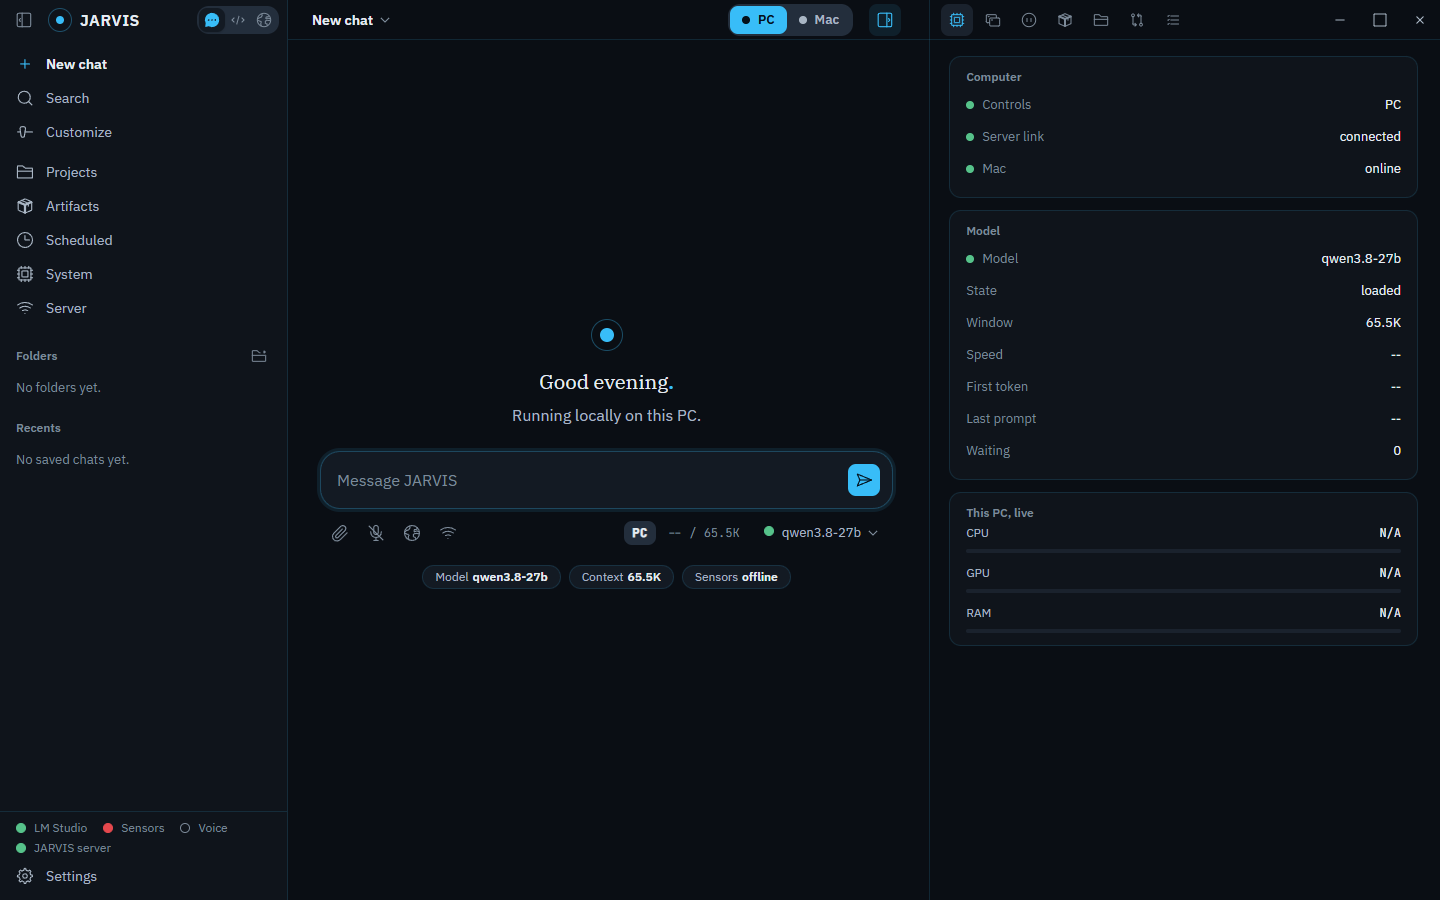 JARVIS
New chat
Search
Customize
Projects
Artifacts
Scheduled
System
Server
Folders
No folders yet.
Recents
No saved chats yet.
LM Studio
Sensors
Voice
JARVIS server
Settings
New chat
PC
Mac
Good evening.
Running locally on this PC.
Message JARVIS
PC
-- / 65.5K
qwen3.8-27b
Model qwen3.8-27b
Context 65.5K
Sensors offline
Computer
Controls PC
Server link connected
Mac online
Model
Model qwen3.8-27b
State loaded
Window 65.5K
Speed --
First token --
Last prompt --
Waiting 0
This PC, live
CPU N/A
GPU N/A
RAM N/A